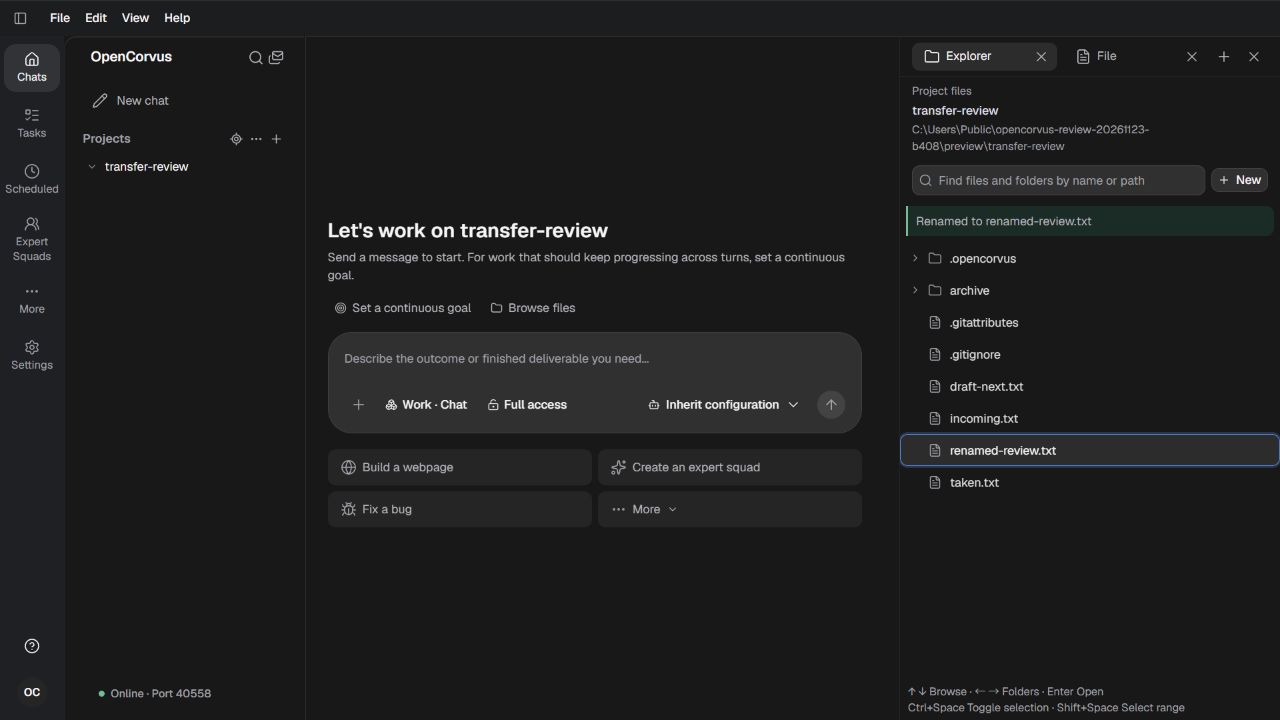 File Edit View Help
Chats
Tasks
Scheduled
Expert
Squads
More
Settings
OC
OpenCorvus
New chat
Projects
transfer-review
Online · Port 40558
Let's work on transfer-review
Send a message to start. For work that should keep progressing across turns, set a continuous
goal.
Set a continuous goal Browse files
Describe the outcome or finished deliverable you need...
Work · Chat Full access Inherit configuration
Build a webpage Create an expert squad
Fix a bug More
Explorer File
Project files
transfer-review
C:\Users\Public\opencorvus-review-20261123-
b408\preview\transfer-review
Find files and folders by name or path New
Renamed to renamed-review.txt
.opencorvus
archive
.gitattributes
.gitignore
draft-next.txt
incoming.txt
renamed-review.txt
taken.txt
↑↓ Browse · ←→ Folders · Enter Open
Ctrl+Space Toggle selection · Shift+Space Select range